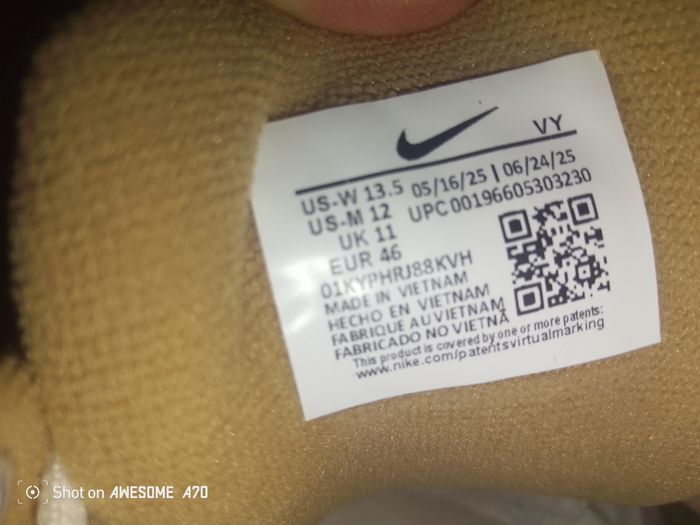 VY
US-W 13.5 05/16/25 | 06/24/25
US-M 12 UPC 00196605303230
UK 11
EUR 46
01KYPHRJ88KVH
MADE IN VIETNAM
HECHO EN VIETNAM
FABRIQUE AU VIETNAM
FABRICADO NO VIETNÃ
This product is covered by one or more patents:
www.nike.com/patentsvirtualmarking
Shot on AWESOME A70